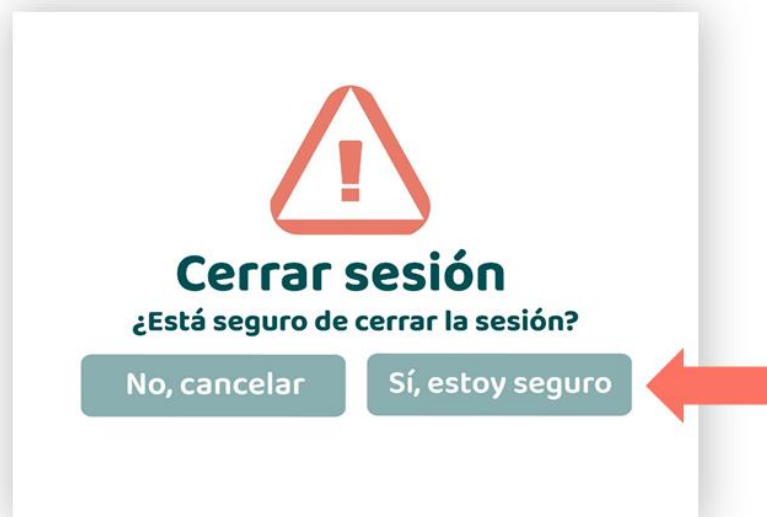 !
Cerrar sesión
¿Está seguro de cerrar la sesión?
No, cancelar
Sí, estoy seguro